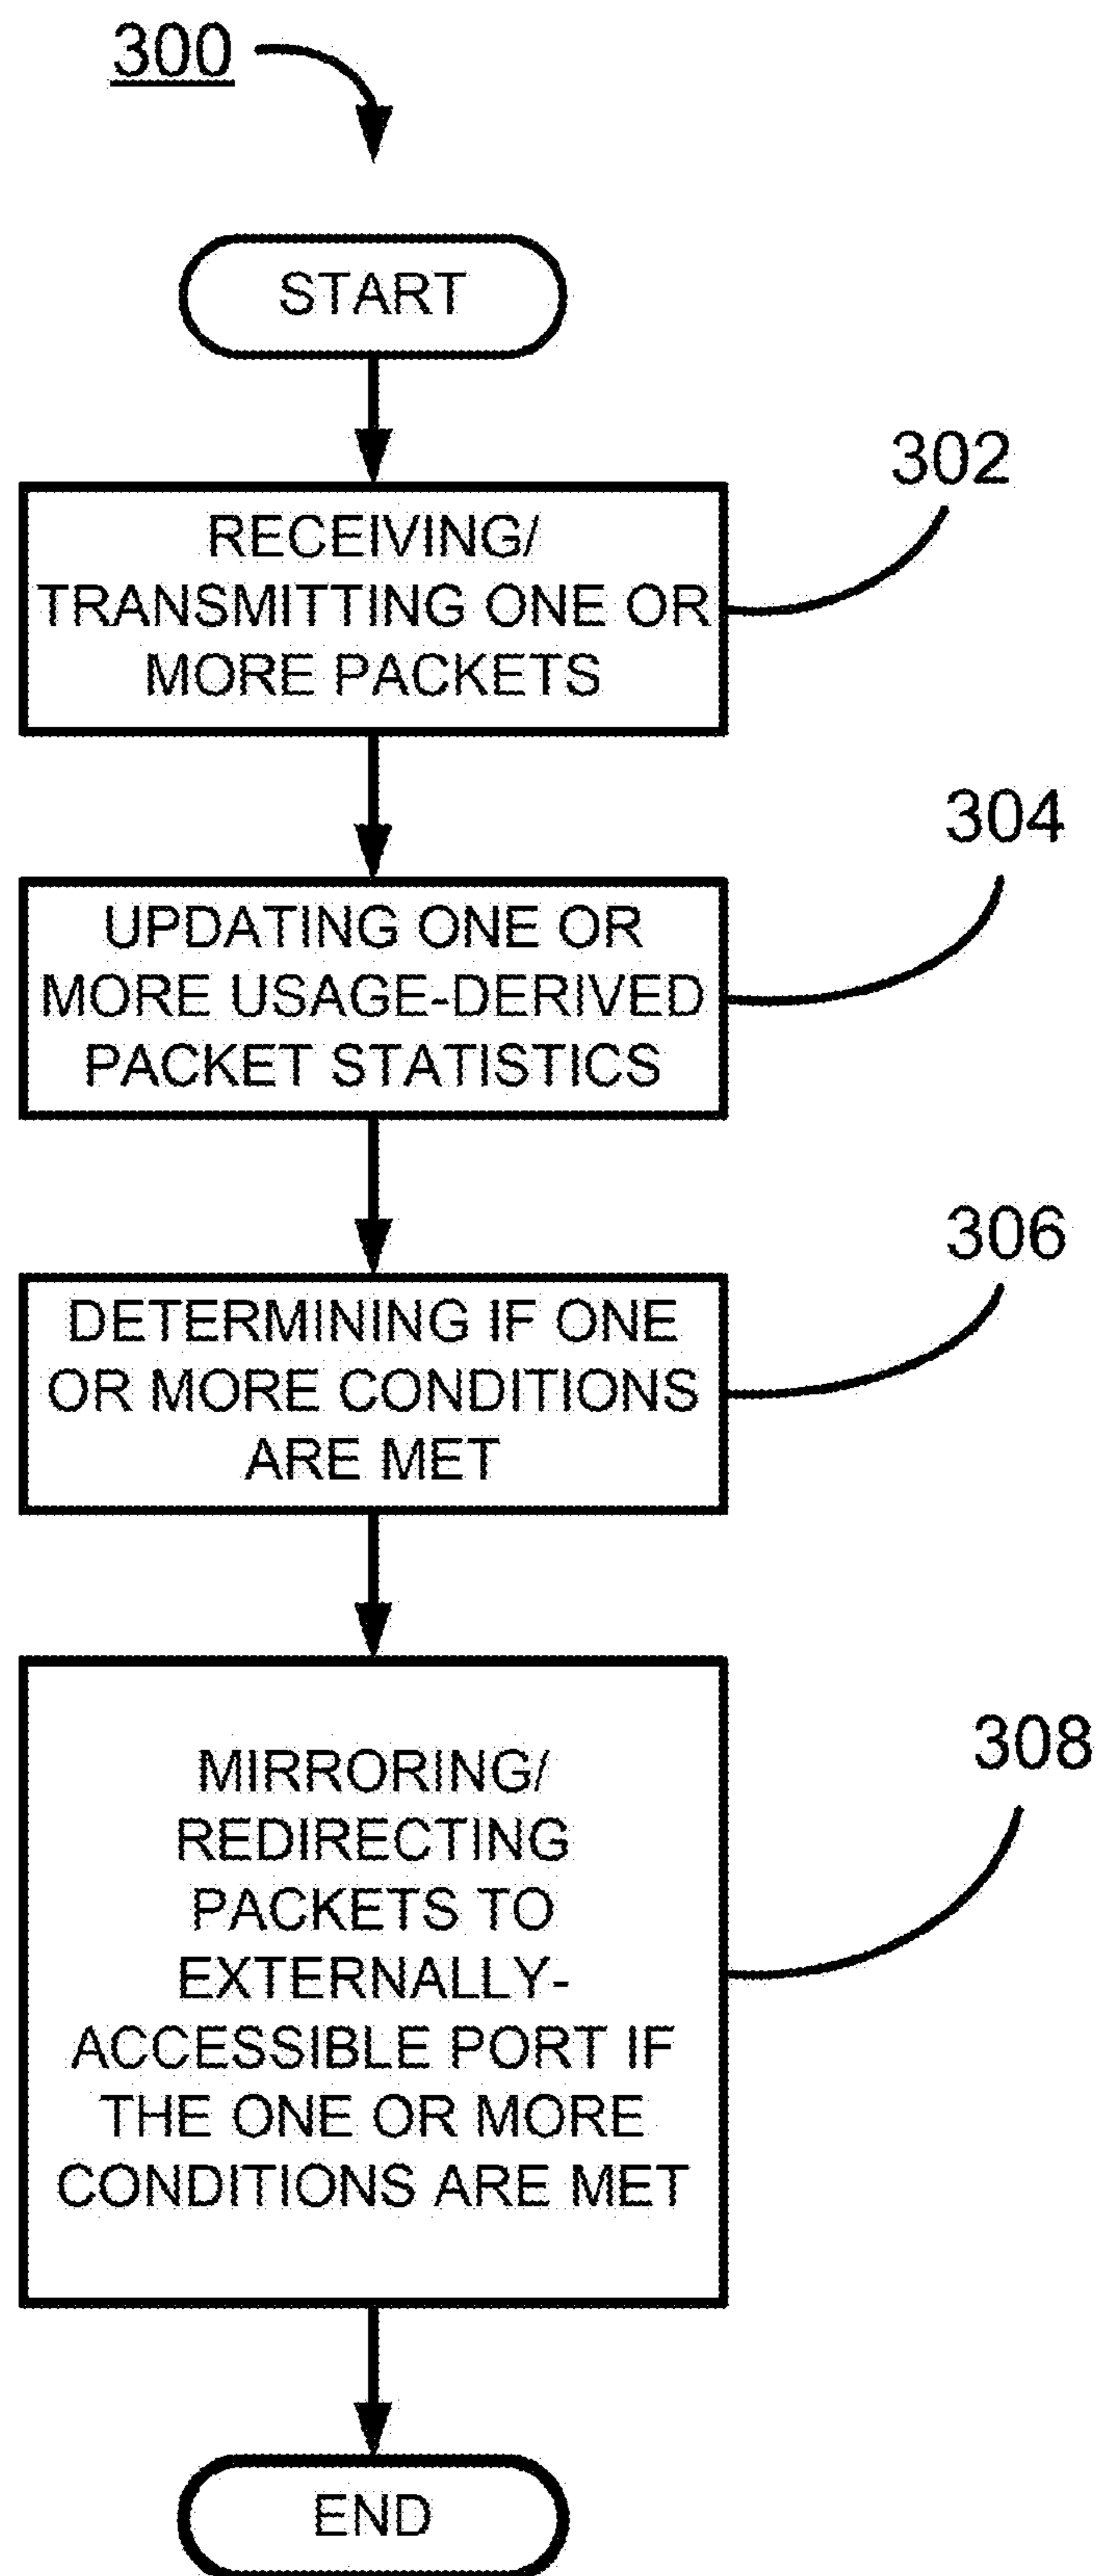 300
START
302
RECEIVING/
TRANSMITTING ONE OR
MORE PACKETS
304
UPDATING ONE OR
MORE USAGE-DERIVED
PACKET STATISTICS
306
DETERMINING IF ONE
OR MORE CONDITIONS
ARE MET
308
MIRRORING/
REDIRECTING
PACKETS TO
EXTERNALLY-
ACCESSIBLE PORT IF
THE ONE OR MORE
CONDITIONS ARE MET
END